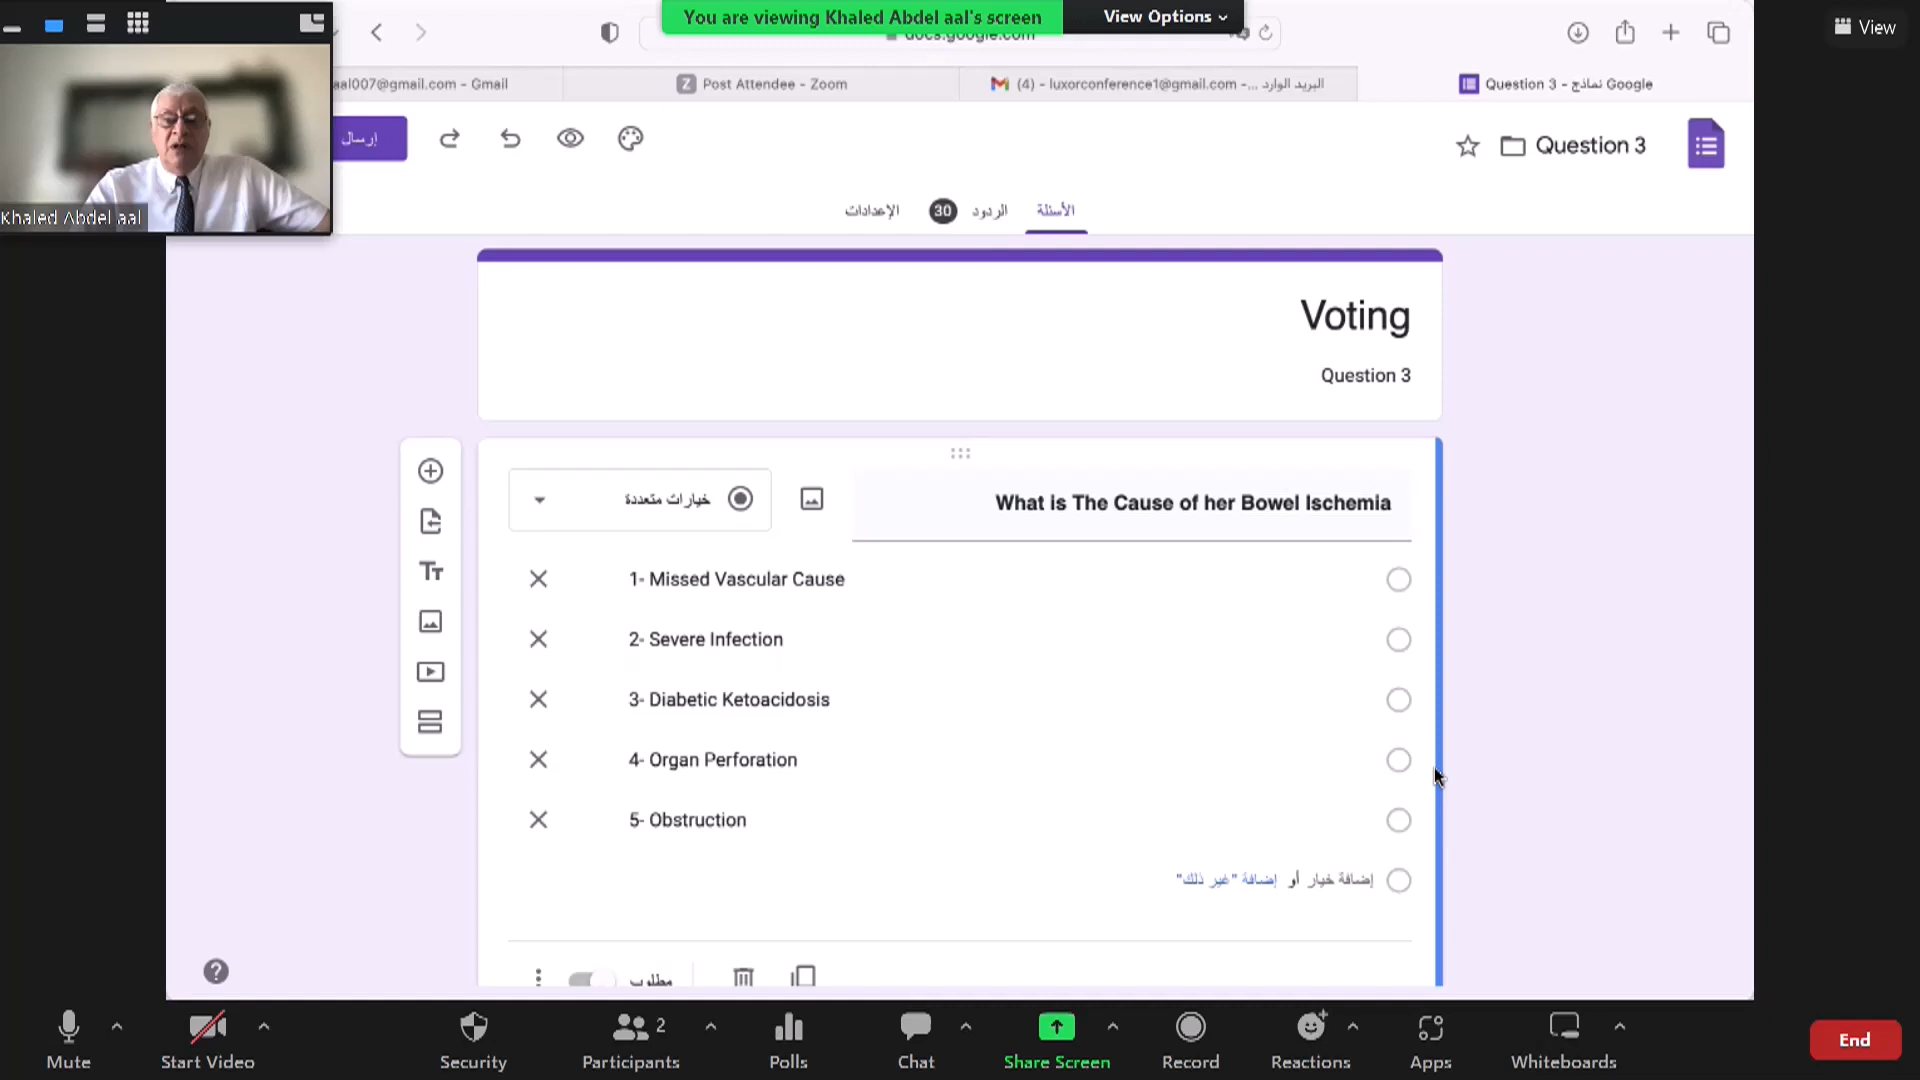 You are viewing Khaled Abdel aal's screen
View Options
View
docs.google.com
aal007@gmail.com - Gmail
Post Attendee - Zoom
(4) - luxorconference1@gmail.com -... البريد الوارد
Question 3 - نماذج Google
Khaled Abdel aal
إرسال
Question 3
الأسئلة
الردود
30
الإعدادات
Voting
Question 3
خيارات متعددة
What is The Cause of her Bowel Ischemia
1- Missed Vascular Cause
2- Severe Infection
3- Diabetic Ketoacidosis
4- Organ Perforation
5- Obstruction
إضافة خيار أو إضافة "غير ذلك"
مطلوب
Mute
Start Video
Security
Participants
2
Polls
Chat
Share Screen
Record
Reactions
Apps
Whiteboards
End